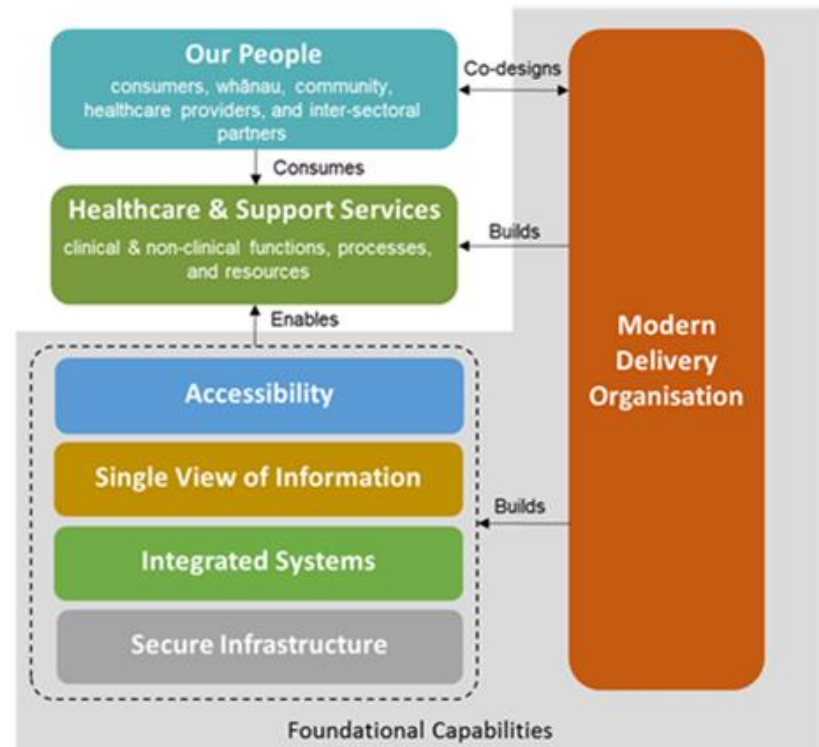 Our People
consumers, whānau, community,
healthcare providers, and inter-sectoral
partners
Co-designs
Consumes
Healthcare & Support Services
clinical & non-clinical functions, processes,
and resources
Builds
Enables
Modern
Delivery
Organisation
Accessibility
Single View of Information
Builds
Integrated Systems
Secure Infrastructure
Foundational Capabilities